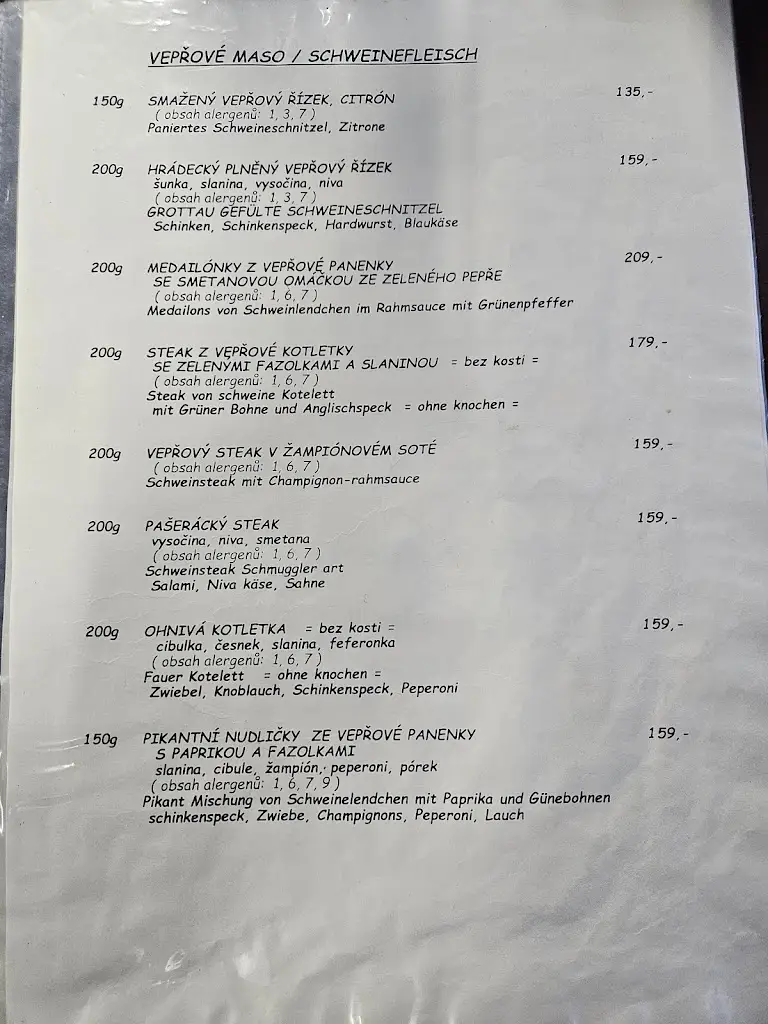 VEPŘOVÉ MASO / SCHWEINEFLEISCH
150g SMAŽENÝ VEPŘOVÝ ŘÍZEK, CITRÓN 135,-
( obsah alergenů: 1, 3, 7 )
Paniertes Schweineschnitzel, Zitrone
200g HRÁDECKÝ PLNĚNÝ VEPŘOVÝ ŘÍZEK 159,-
šunka, slanina, vysočina, niva
( obsah alergenů: 1, 3, 7 )
GROTTAU GEFÜLTE SCHWEINESCHNITZEL
Schinken, Schinkenspeck, Hardwurst, Blaukäse
200g MEDAILÓNKY Z VEPŘOVÉ PANENKY 209,-
SE SMETANOVOU OMÁČKOU ZE ZELENÉHO PEPŘE
( obsah alergenů: 1, 6, 7 )
Medailons von Schweinlendchen im Rahmsauce mit Grünenpfeffer
200g STEAK Z VEPŘOVÉ KOTLETKY 179,-
SE ZELENÝMI FAZOLKAMI A SLANINOU = bez kosti =
( obsah alergenů: 1, 6, 7 )
Steak von schweine Kotelett
mit Grüner Bohne und Anglischspeck = ohne knochen =
200g VEPŘOVÝ STEAK V ŽAMPIÓNOVÉM SOTÉ 159,-
( obsah alergenů: 1, 6, 7 )
Schweinsteak mit Champignon-rahmsauce
200g PAŠERÁCKÝ STEAK 159,-
vysočina, niva, smetana
( obsah alergenů: 1, 6, 7 )
Schweinsteak Schmuggler art
Salami, Niva käse, Sahne
200g OHNIVÁ KOTLETKA = bez kosti = 159,-
cibulka, česnek, slanina, feferonka
( obsah alergenů: 1, 6, 7 )
Fauer Kotelett = ohne knochen =
Zwiebel, Knoblauch, Schinkenspeck, Peperoni
150g PIKANTNÍ NUDLIČKY ZE VEPŘOVÉ PANENKY 159,-
S PAPRIKOU A FAZOLKAMI
slanina, cibule, žampión, peperoni, pórek
( obsah alergenů: 1, 6, 7, 9 )
Pikant Mischung von Schweinelendchen mit Paprika und Günebohnen
schinkenspeck, Zwiebe, Champignons, Peperoni, Lauch